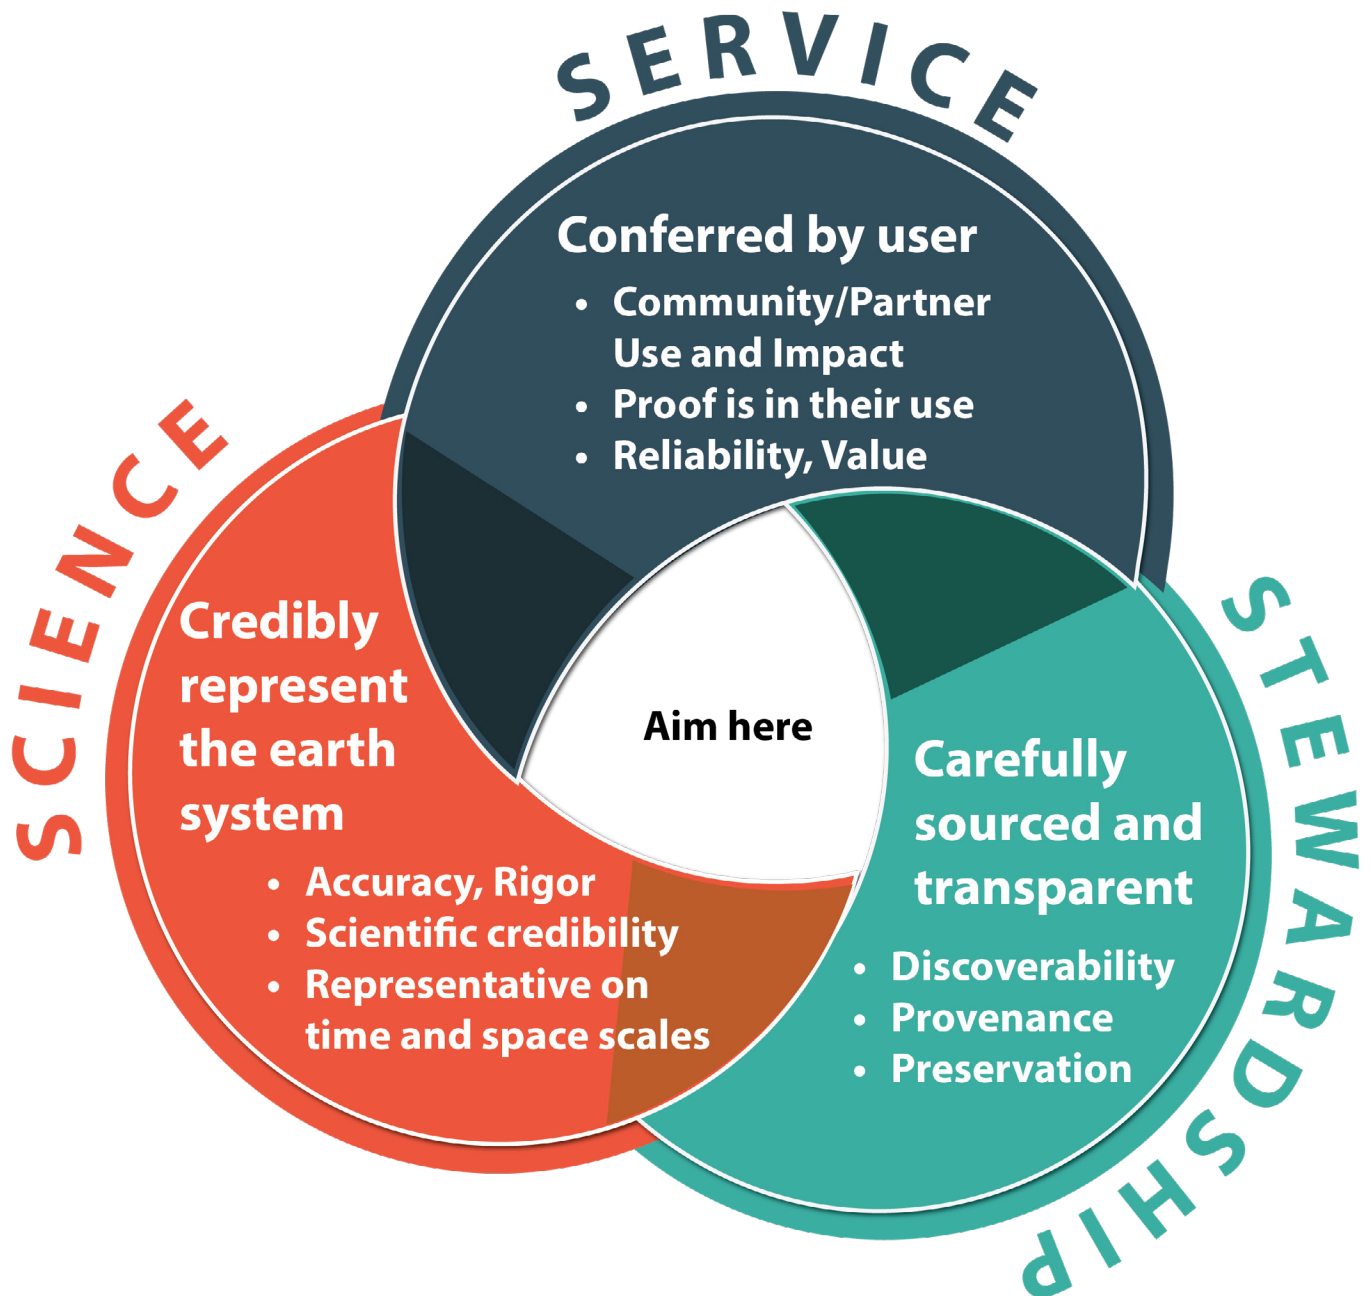 SERVICE
Conferred by user
• Community/Partner
Use and Impact
• Proof is in their use
• Reliability, Value
SCIENCE
Credibly
represent
the earth
system
• Accuracy, Rigor
• Scientific credibility
• Representative on
time and space scales
Aim here
STEWARDSHIP
Carefully
sourced and
transparent
• Discoverability
• Provenance
• Preservation